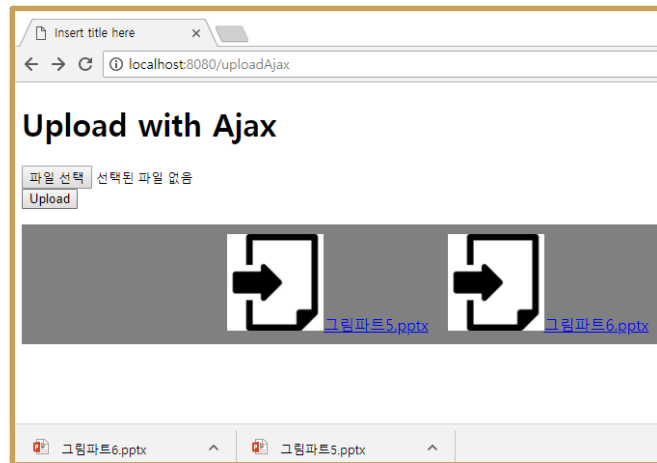 Insert title here
localhost:8080/uploadAjax
Upload with Ajax
파일 선택 선택된 파일 없음
Upload
그림파트5.pptx 그림파트6.pptx
그림파트6.pptx 그림파트5.pptx